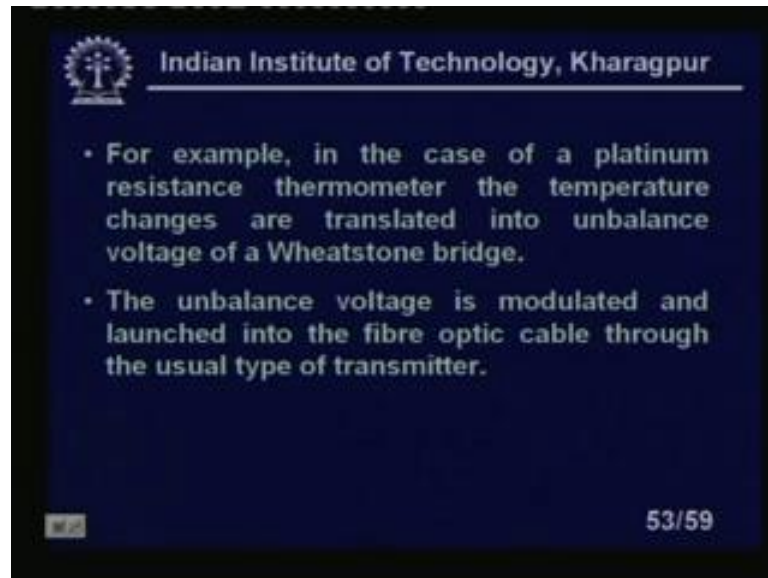 Indian Institute of Technology, Kharagpur
• For example, in the case of a platinum
resistance thermometer the temperature
changes are translated into unbalance
voltage of a Wheatstone bridge.
• The unbalance voltage is modulated and
launched into the fibre optic cable through
the usual type of transmitter.
53/59